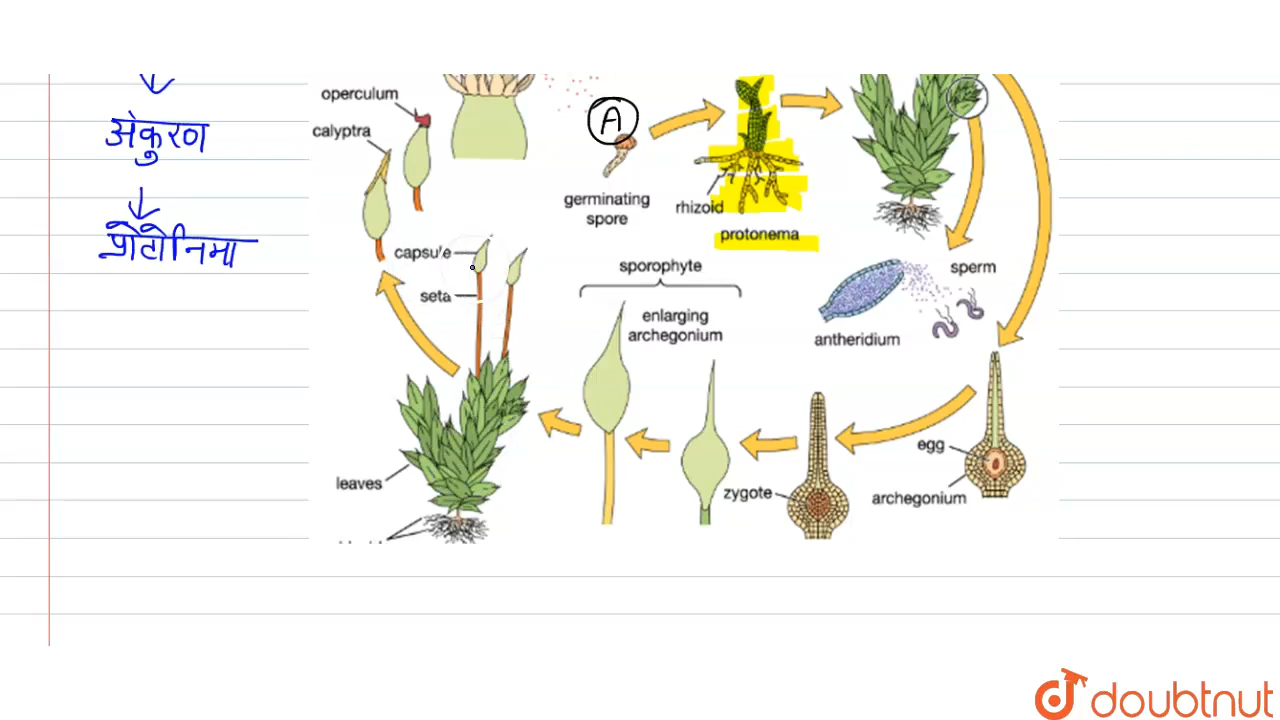 अंकुरण
प्रोटोनिमा
operculum
calyptra
A
germinating
spore
rhizoid
protonema
capsule
seta
sporophyte
enlarging
archegonium
sperm
antheridium
egg
archegonium
zygote
leaves
doubtnut